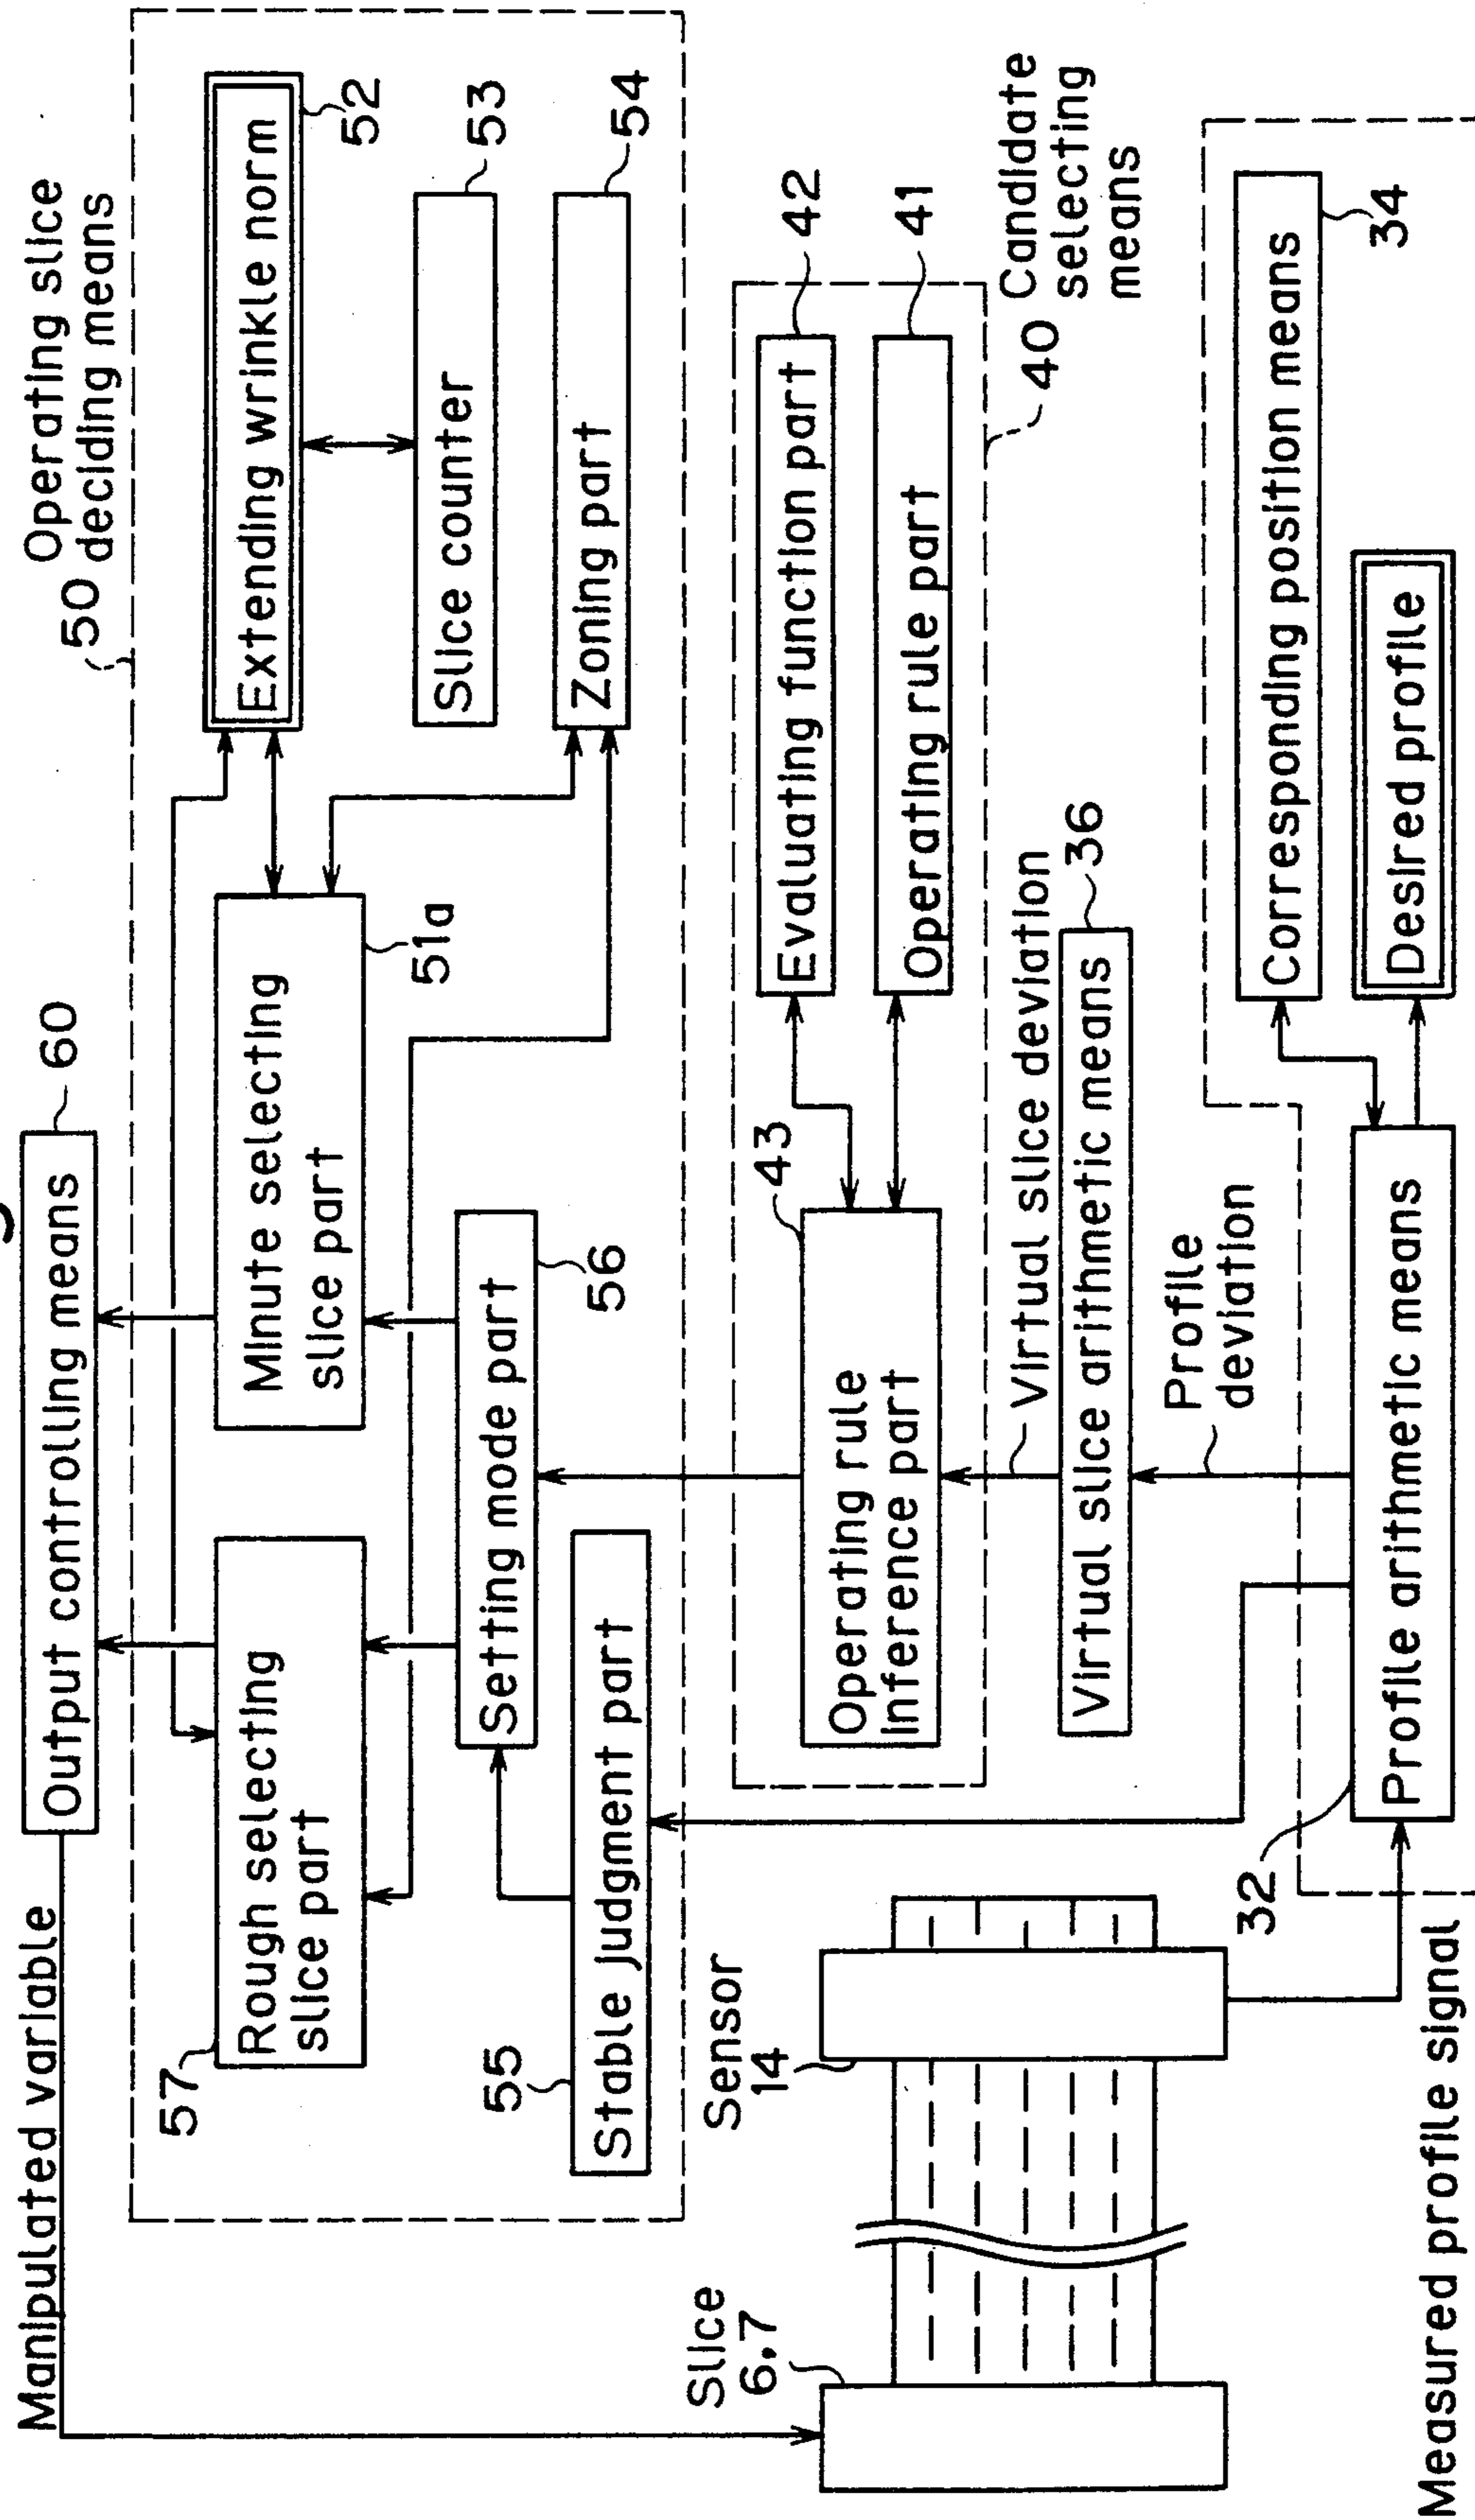 Manipulated variable
Output controlling means
60
Operating slice
deciding means
50
57
Rough selecting
slice part
Minute selecting
slice part
51a
Extending wrinkle norm
52
Slice counter
53
Zoning part
54
Setting mode part
56
55
Stable judgment part
Slice
6,7
Sensor
14
43
Operating rule
inference part
Evaluating function part
42
Operating rule part
41
40
Candidate
selecting
means
Virtual slice deviation
Virtual slice arithmetic means
36
Profile
deviation
32
Profile arithmetic means
Corresponding position means
34
Desired profile
Measured profile signal